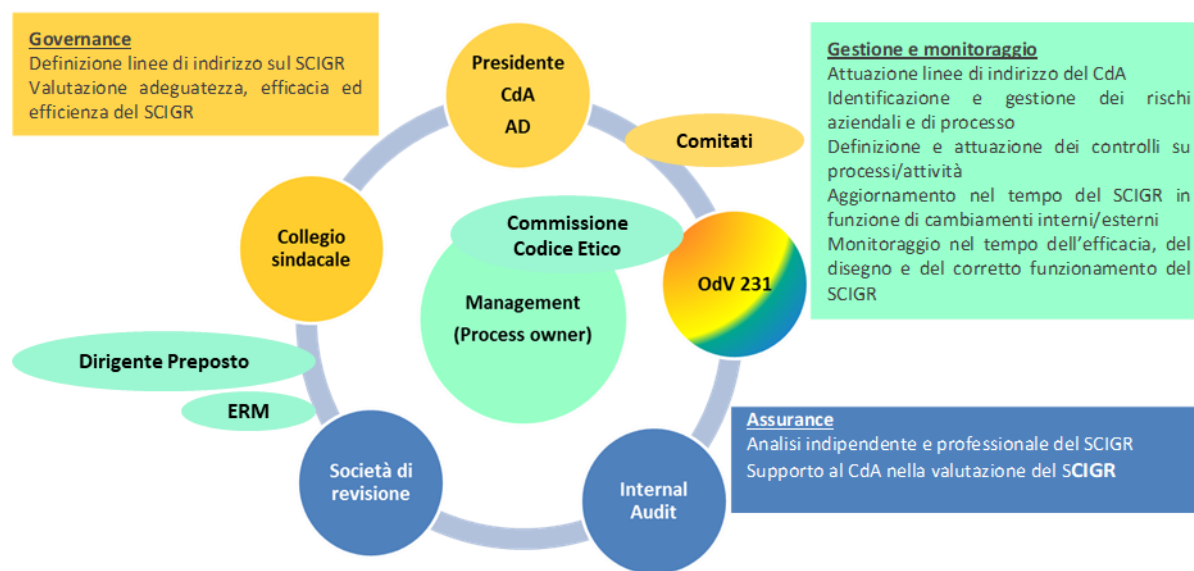 Governance
Definizione linee di indirizzo sul SCIGR
Valutazione adeguatezza, efficacia ed
efficienza del SCIGR
Presidente
CdA
AD
Comitati
Gestione e monitoraggio
Attuazione linee di indirizzo del CdA
Identificazione e gestione dei rischi
aziendali e di processo
Definizione e attuazione dei controlli su
processi/attività
Aggiornamento nel tempo del SCIGR in
funzione di cambiamenti interni/esterni
Monitoraggio nel tempo dell'efficacia, del
disegno e del corretto funzionamento del
SCIGR
Collegio
sindacale
Commissione
Codice Etico
OdV 231
Management
(Process owner)
Dirigente Preposto
ERM
Società di
revisione
Internal
Audit
Assurance
Analisi indipendente e professionale del SCIGR
Supporto al CdA nella valutazione del SCIGR